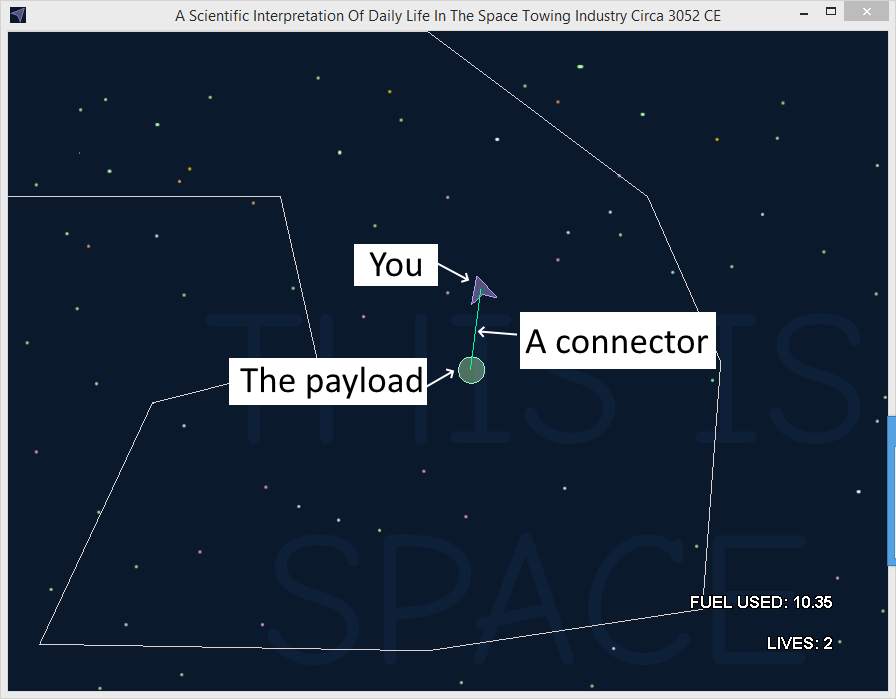 A Scientific Interpretation Of Daily Life In The Space Towing Industry Circa 3052 CE
You
A connector
The payload
THIS IS
SPACE
FUEL USED: 10.35
LIVES: 2